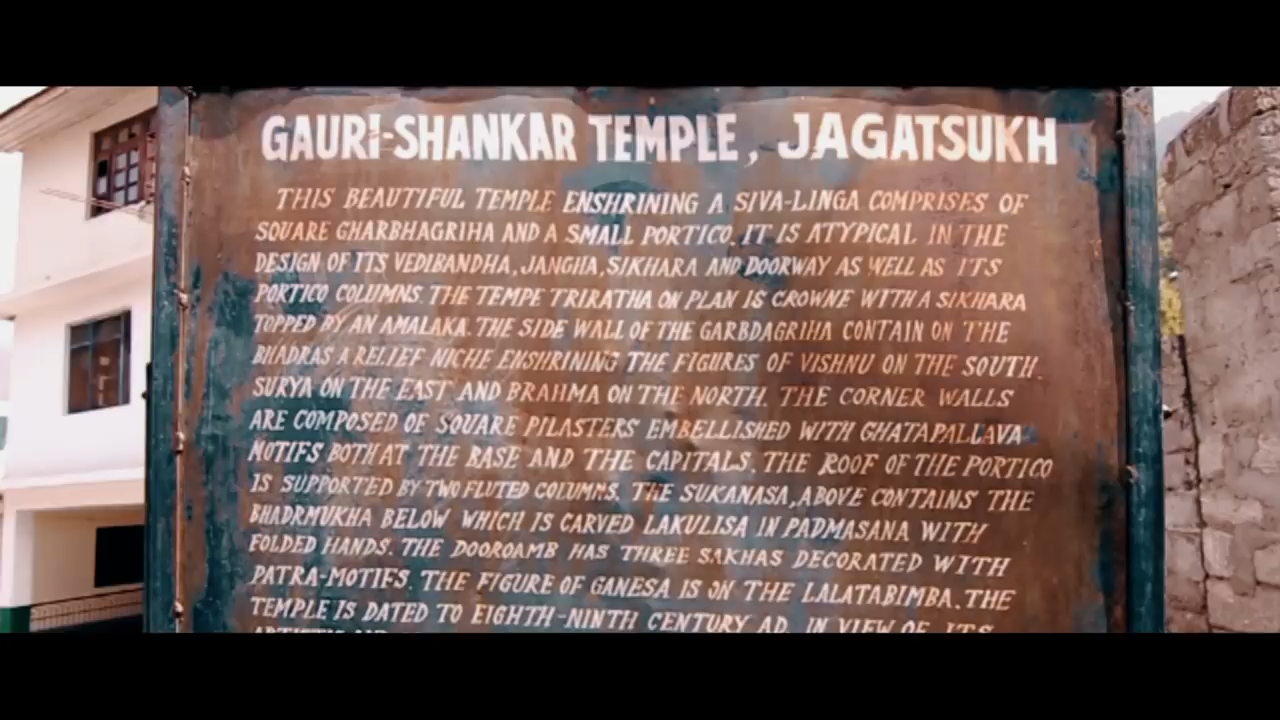 GAURI-SHANKAR TEMPLE, JAGATSUKH
THIS BEAUTIFUL TEMPLE ENSHRINING A SIVA-LINGA COMPRISES OF
SQUARE GHARBHAGRIHA AND A SMALL PORTICO. IT IS ATYPICAL IN THE
DESIGN OF ITS VEDIBANDHA, JANGHA, SIKHARA AND DOORWAY AS WELL AS ITS
PORTICO COLUMNS. THE TEMPE TRIRATHA ON PLAN IS CROWNE WITH A SIKHARA
TOPPED BY AN AMALAKA. THE SIDE WALL OF THE GARBDAGRIHA CONTAIN ON THE
BHADRAS A RELIEF NICHE ENSHRINING THE FIGURES OF VISHNU ON THE SOUTH.
SURYA ON THE EAST AND BRAHMA ON THE NORTH. THE CORNER WALLS
ARE COMPOSED OF SQUARE PILASTERS EMBELLISHED WITH GHATAPALLAVA
MOTIFS BOTH AT THE BASE AND THE CAPITALS. THE ROOF OF THE PORTICO
IS SUPPORTED BY TWO FLUTED COLUMNS. THE SUKANASA, ABOVE CONTAINS THE
BHADRMUKHA BELOW WHICH IS CARVED LAKULISA IN PADMASANA WITH
FOLDED HANDS. THE DOOROAMB HAS THREE SAKHAS DECORATED WITH
PATRA-MOTIFS. THE FIGURE OF GANESA IS ON THE LALATABIMBA. THE
TEMPLE IS DATED TO EIGHTH-NINTH CENTURY AD. IN VIEW OF ITS